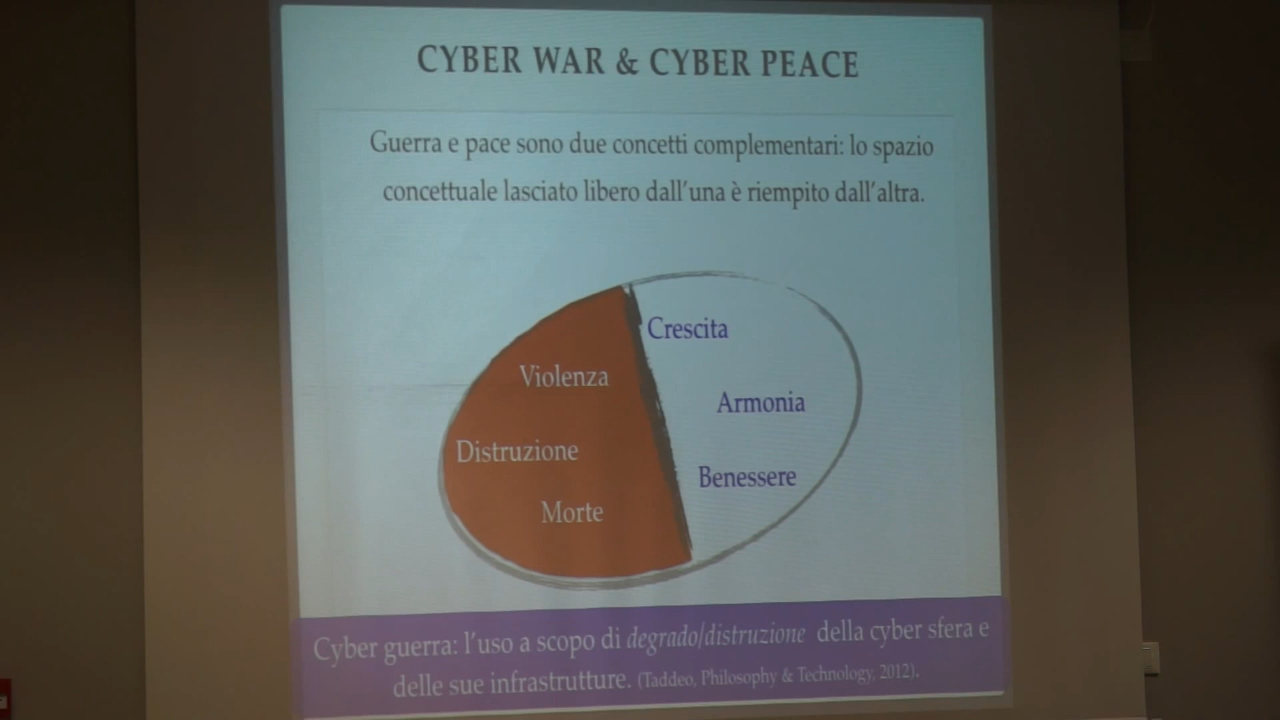 CYBER WAR & CYBER PEACE
Guerra e pace sono due concetti complementari: lo spazio
concettuale lasciato libero dall'una è riempito dall'altra.
Crescita
Violenza
Armonia
Distruzione
Benessere
Morte
Cyber guerra: l'uso a scopo di degrado/distruzione della cyber sfera e
delle sue infrastrutture. (Taddeo, Philosophy & Technology, 2012).